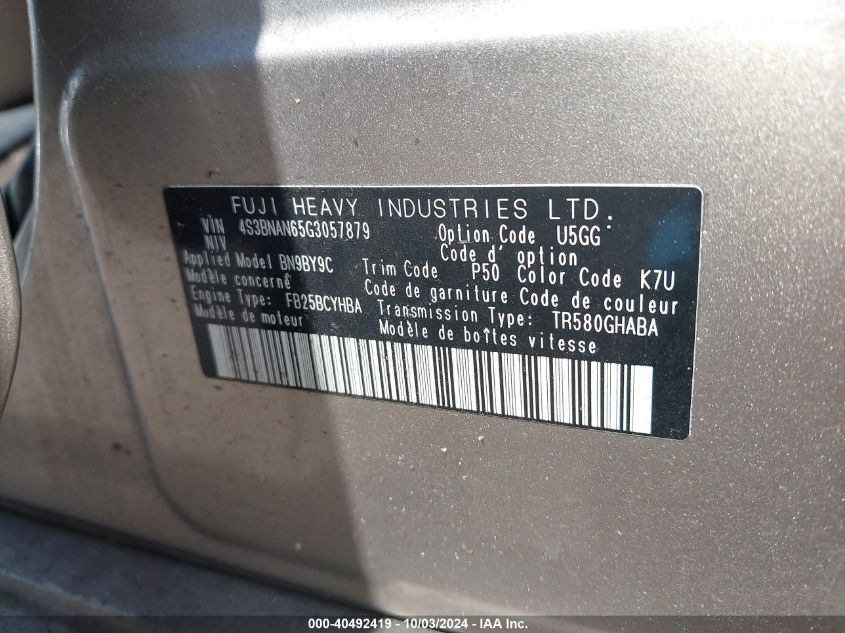 FUJI HEAVY INDUSTRIES LTD.
VIN 4S3BNAN65G3057879 Option Code U5GG
NIV Code d' option
Applied Model BN9BY9C Trim Code P50 Color Code K7U
Modèle concerné Code de garniture Code de couleur
Engine Type: FB25BCYHBA Transmission Type: TR580GHABA
Modèle de moteur Modèle de boîtes vitesse
000-40492419 - 10/03/2024 - IAA Inc.